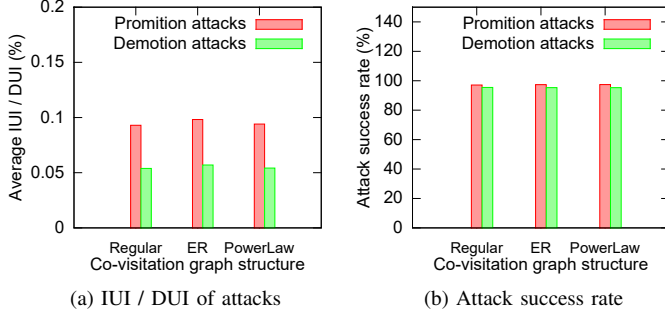 Promition attacks
Demotion attacks
Average IUI / DUI (%)
0.2
0.15
0.1
0.05
0
Regular ER PowerLaw
Co-visitation graph structure
(a) IUI / DUI of attacks
Promition attacks
Demotion attacks
Attack success rate (%)
140
120
100
80
60
40
20
0
Regular ER PowerLaw
Co-visitation graph structure
(b) Attack success rate